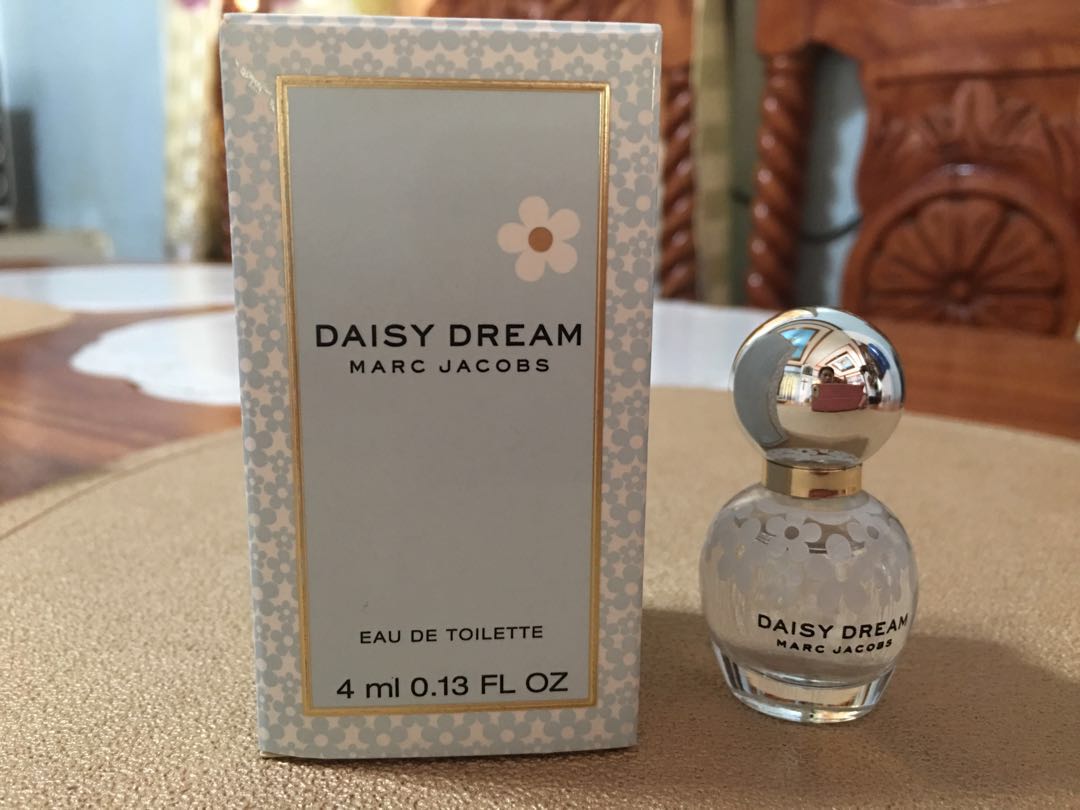 DAISY DREAM
MARC JACOBS
EAU DE TOILETTE
4 ml 0.13 FL OZ
DAISY DREAM
MARC JACOBS